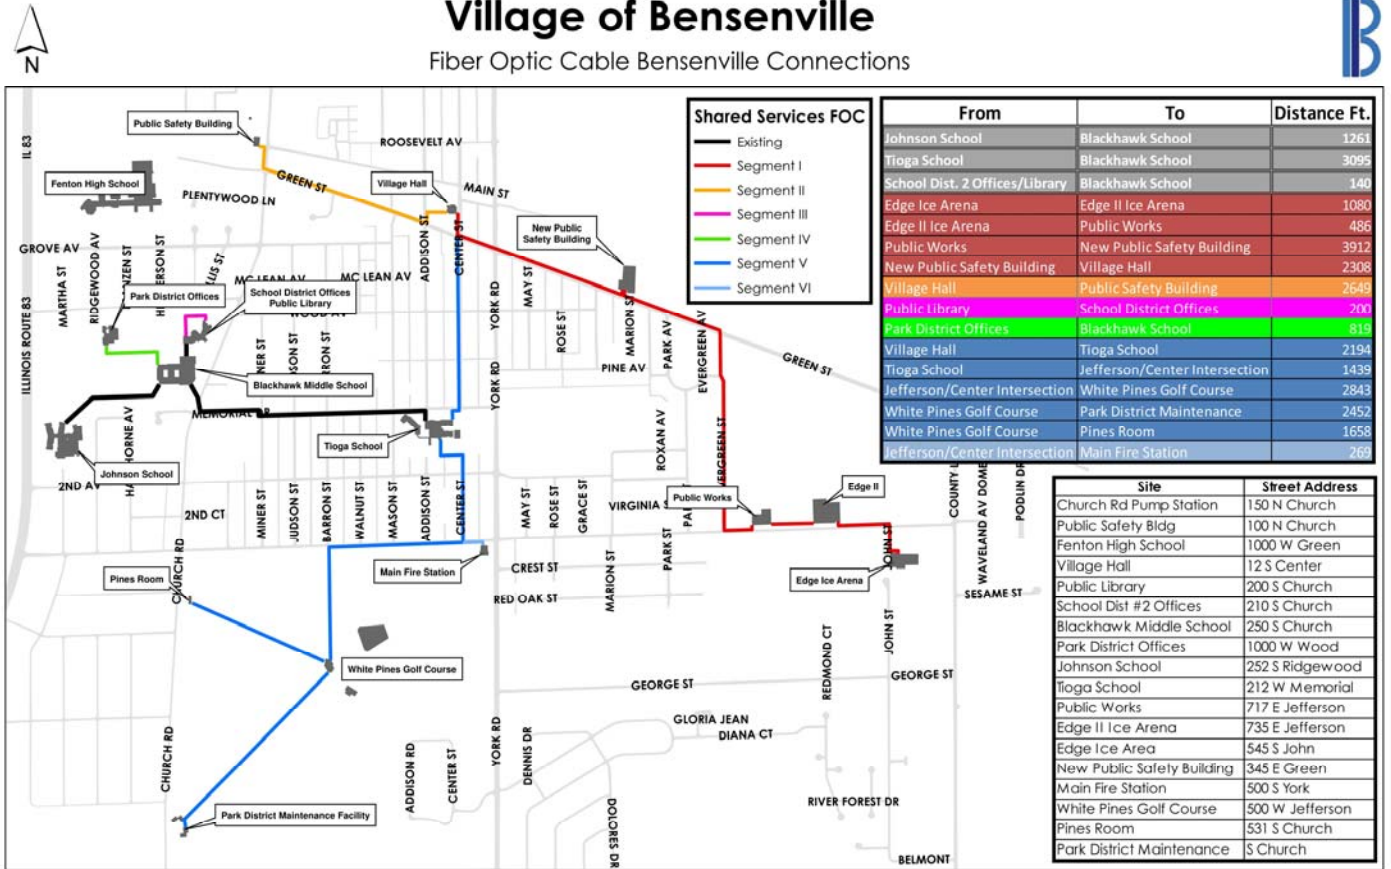 Village of Bensenville
Fiber Optic Cable Bensenville Connections
N
B
Shared Services FOC
Existing
Segment I
Segment II
Segment III
Segment IV
Segment V
Segment VI
From To Distance Ft.
Johnson School Blackhawk School 1261
Tioga School Blackhawk School 3095
School Dist. 2 Offices/Library Blackhawk School 140
Edge Ice Arena Edge II Ice Arena 1080
Edge II Ice Arena Public Works 486
Public Works New Public Safety Building 3912
New Public Safety Building Village Hall 2308
Village Hall Public Safety Building 2649
Public Library School District Offices 200
Park District Offices Blackhawk School 819
Village Hall Tioga School 2194
Tioga School Jefferson/Center Intersection 1439
Jefferson/Center Intersection White Pines Golf Course 2843
White Pines Golf Course Park District Maintenance 2452
White Pines Golf Course Pines Room 1658
Jefferson/Center Intersection Main Fire Station 269
Site Street Address
Church Rd Pump Station 150 N Church
Public Safety Bldg 100 N Church
Fenton High School 1000 W Green
Village Hall 12 S Center
Public Library 200 S Church
School Dist #2 Offices 210 S Church
Blackhawk Middle School 250 S Church
Park District Offices 1000 W Wood
Johnson School 252 S Ridgewood
Tioga School 212 W Memorial
Public Works 717 E Jefferson
Edge II Ice Arena 735 E Jefferson
Edge Ice Area 545 S John
New Public Safety Building 345 E Green
Main Fire Station 500 S York
White Pines Golf Course 500 W Jefferson
Pines Room 531 S Church
Park District Maintenance S Church
Public Safety Building
IL 83
ROOSEVELT AV
Fenton High School
GREEN ST
Village Hall
MAIN ST
PLENTYWOOD LN
New Public
Safety Building
GROVE AV
ADDISON ST
CENTER ST
MARTHA ST
RIDGEWOOD AV
MC LEAN AV
MC LEAN AV
Park District Offices
School District Offices
Public Library
YORK RD
MAY ST
ROSE ST
MARION ST
PARK AV
EVERGREEN AV
ILLINOIS ROUTE 83
GREEN ST
PINE AV
YORK RD
Blackhawk Middle School
MEMORIAL
Tioga School
ROXAN AV
Johnson School
2ND AV
2ND CT
MINER ST
JUDSON ST
BARRON ST
WALNUT ST
MASON ST
ADDISON ST
CENTER ST
MAY ST
ROSE ST
GRACE ST
VIRGINIA
Public Works
Edge II
WAVELAND AV
PODLIN DR
CHURCH RD
Pines Room
Main Fire Station
CREST ST
RED OAK ST
MARION ST
PARK ST
JOHN ST
Edge Ice Arena
SESAME ST
White Pines Golf Course
REDMOND CT
JOHN ST
GEORGE ST
GEORGE ST
GLORIA JEAN
DIANA CT
CHURCH RD
ADDISON RD
CENTER ST
YORK RD
DENNIS DR
DOLORES DR
Park District Maintenance Facility
RIVER FOREST DR
BELMONT